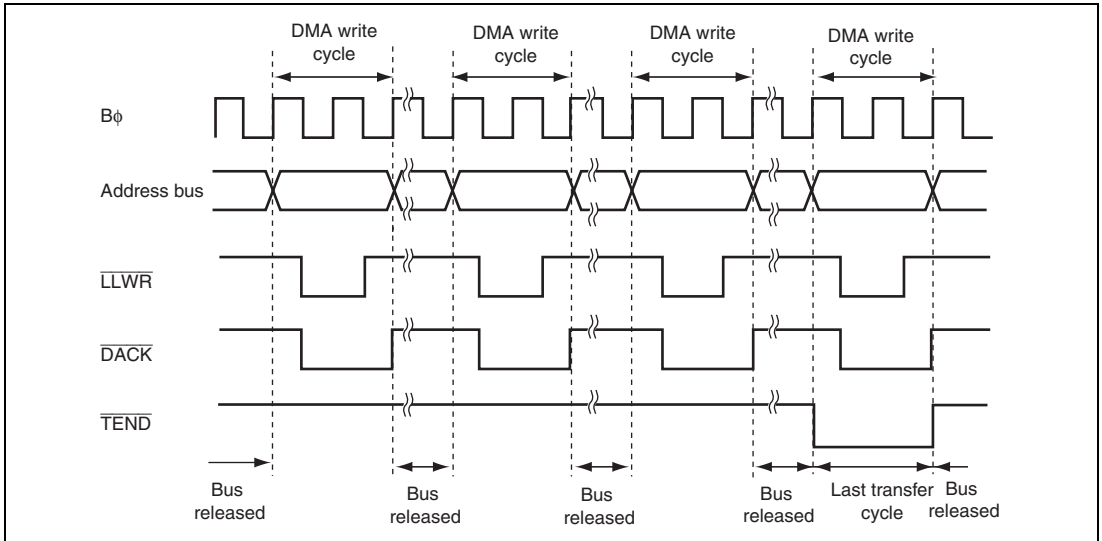 DMA write
cycle
DMA write
cycle
DMA write
cycle
DMA write
cycle
Bϕ
Address bus
LLWR
DACK
TEND
Bus
released
Bus
released
Bus
released
Bus
released
Last transfer
cycle
Bus
released